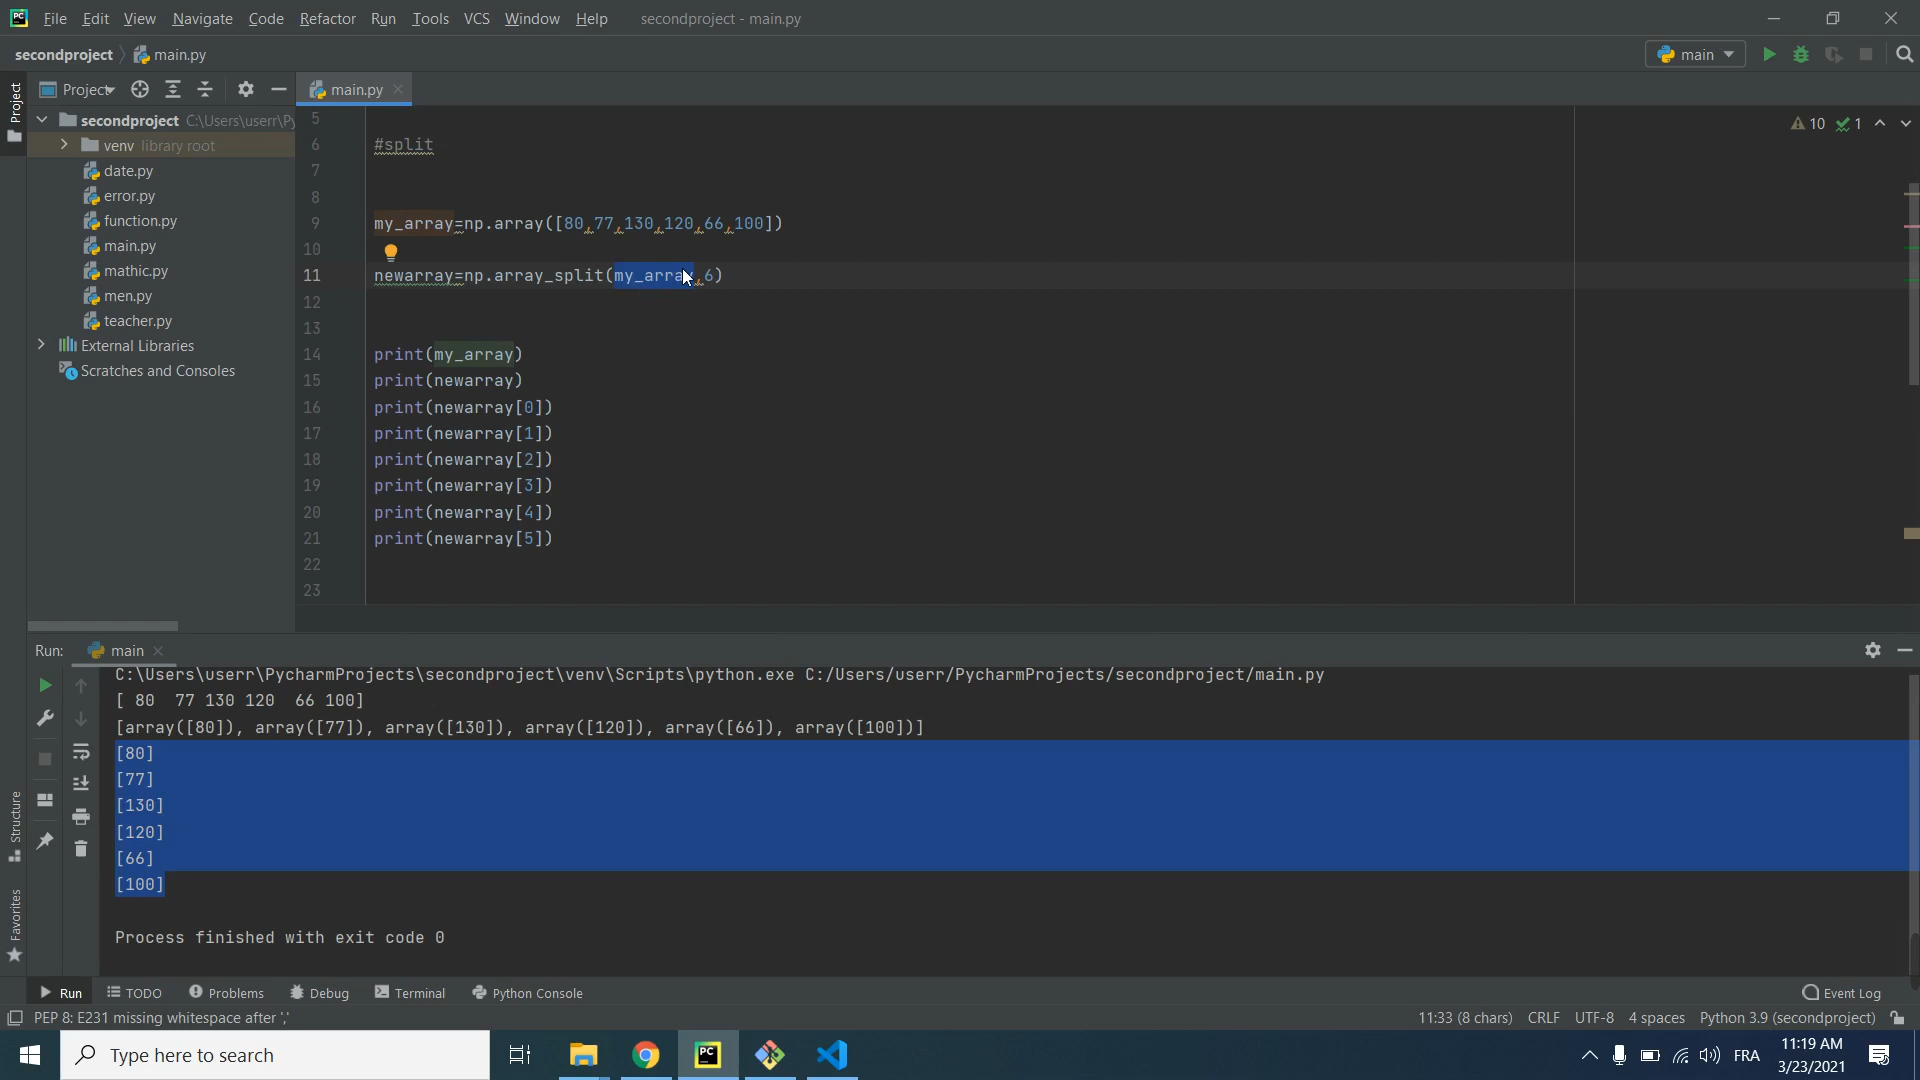 File Edit View Navigate Code Refactor Run Tools VCS Window Help secondproject - main.py
secondproject main.py main
Project main.py
Project
secondproject C:\Users\userr\Py
venv library root
date.py
error.py
function.py
main.py
mathic.py
men.py
teacher.py
External Libraries
Scratches and Consoles
10 1
5
6 #split
7
8
9 my_array=np.array([80,77,130,120,66,100])
10
11 newarray=np.array_split(my_array,6)
12
13
14 print(my_array)
15 print(newarray)
16 print(newarray[0])
17 print(newarray[1])
18 print(newarray[2])
19 print(newarray[3])
20 print(newarray[4])
21 print(newarray[5])
22
23
Run: main
C:\Users\userr\PycharmProjects\secondproject\venv\Scripts\python.exe C:/Users/userr/PycharmProjects/secondproject/main.py
[ 80  77 130 120  66 100]
[array([80]), array([77]), array([130]), array([120]), array([66]), array([100])]
[80]
[77]
[130]
[120]
[66]
[100]
Process finished with exit code 0
Structure
Favorites
Run TODO Problems Debug Terminal Python Console Event Log
PEP 8: E231 missing whitespace after ',' 11:33 (8 chars) CRLF UTF-8 4 spaces Python 3.9 (secondproject)
Type here to search FRA 11:19 AM
3/23/2021